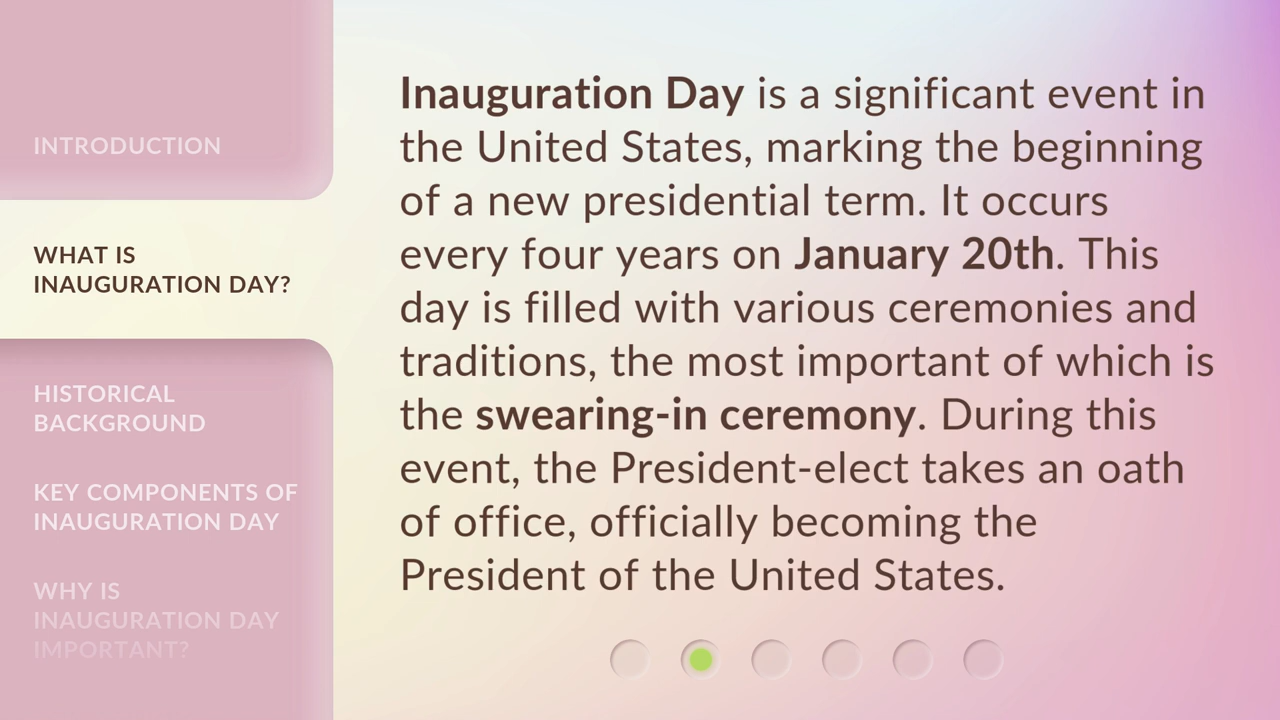 INTRODUCTION
WHAT IS
INAUGURATION DAY?
HISTORICAL
BACKGROUND
KEY COMPONENTS OF
INAUGURATION DAY
WHY IS
INAUGURATION DAY
IMPORTANT?
Inauguration Day is a significant event in
the United States, marking the beginning
of a new presidential term. It occurs
every four years on January 20th. This
day is filled with various ceremonies and
traditions, the most important of which is
the swearing-in ceremony. During this
event, the President-elect takes an oath
of office, officially becoming the
President of the United States.